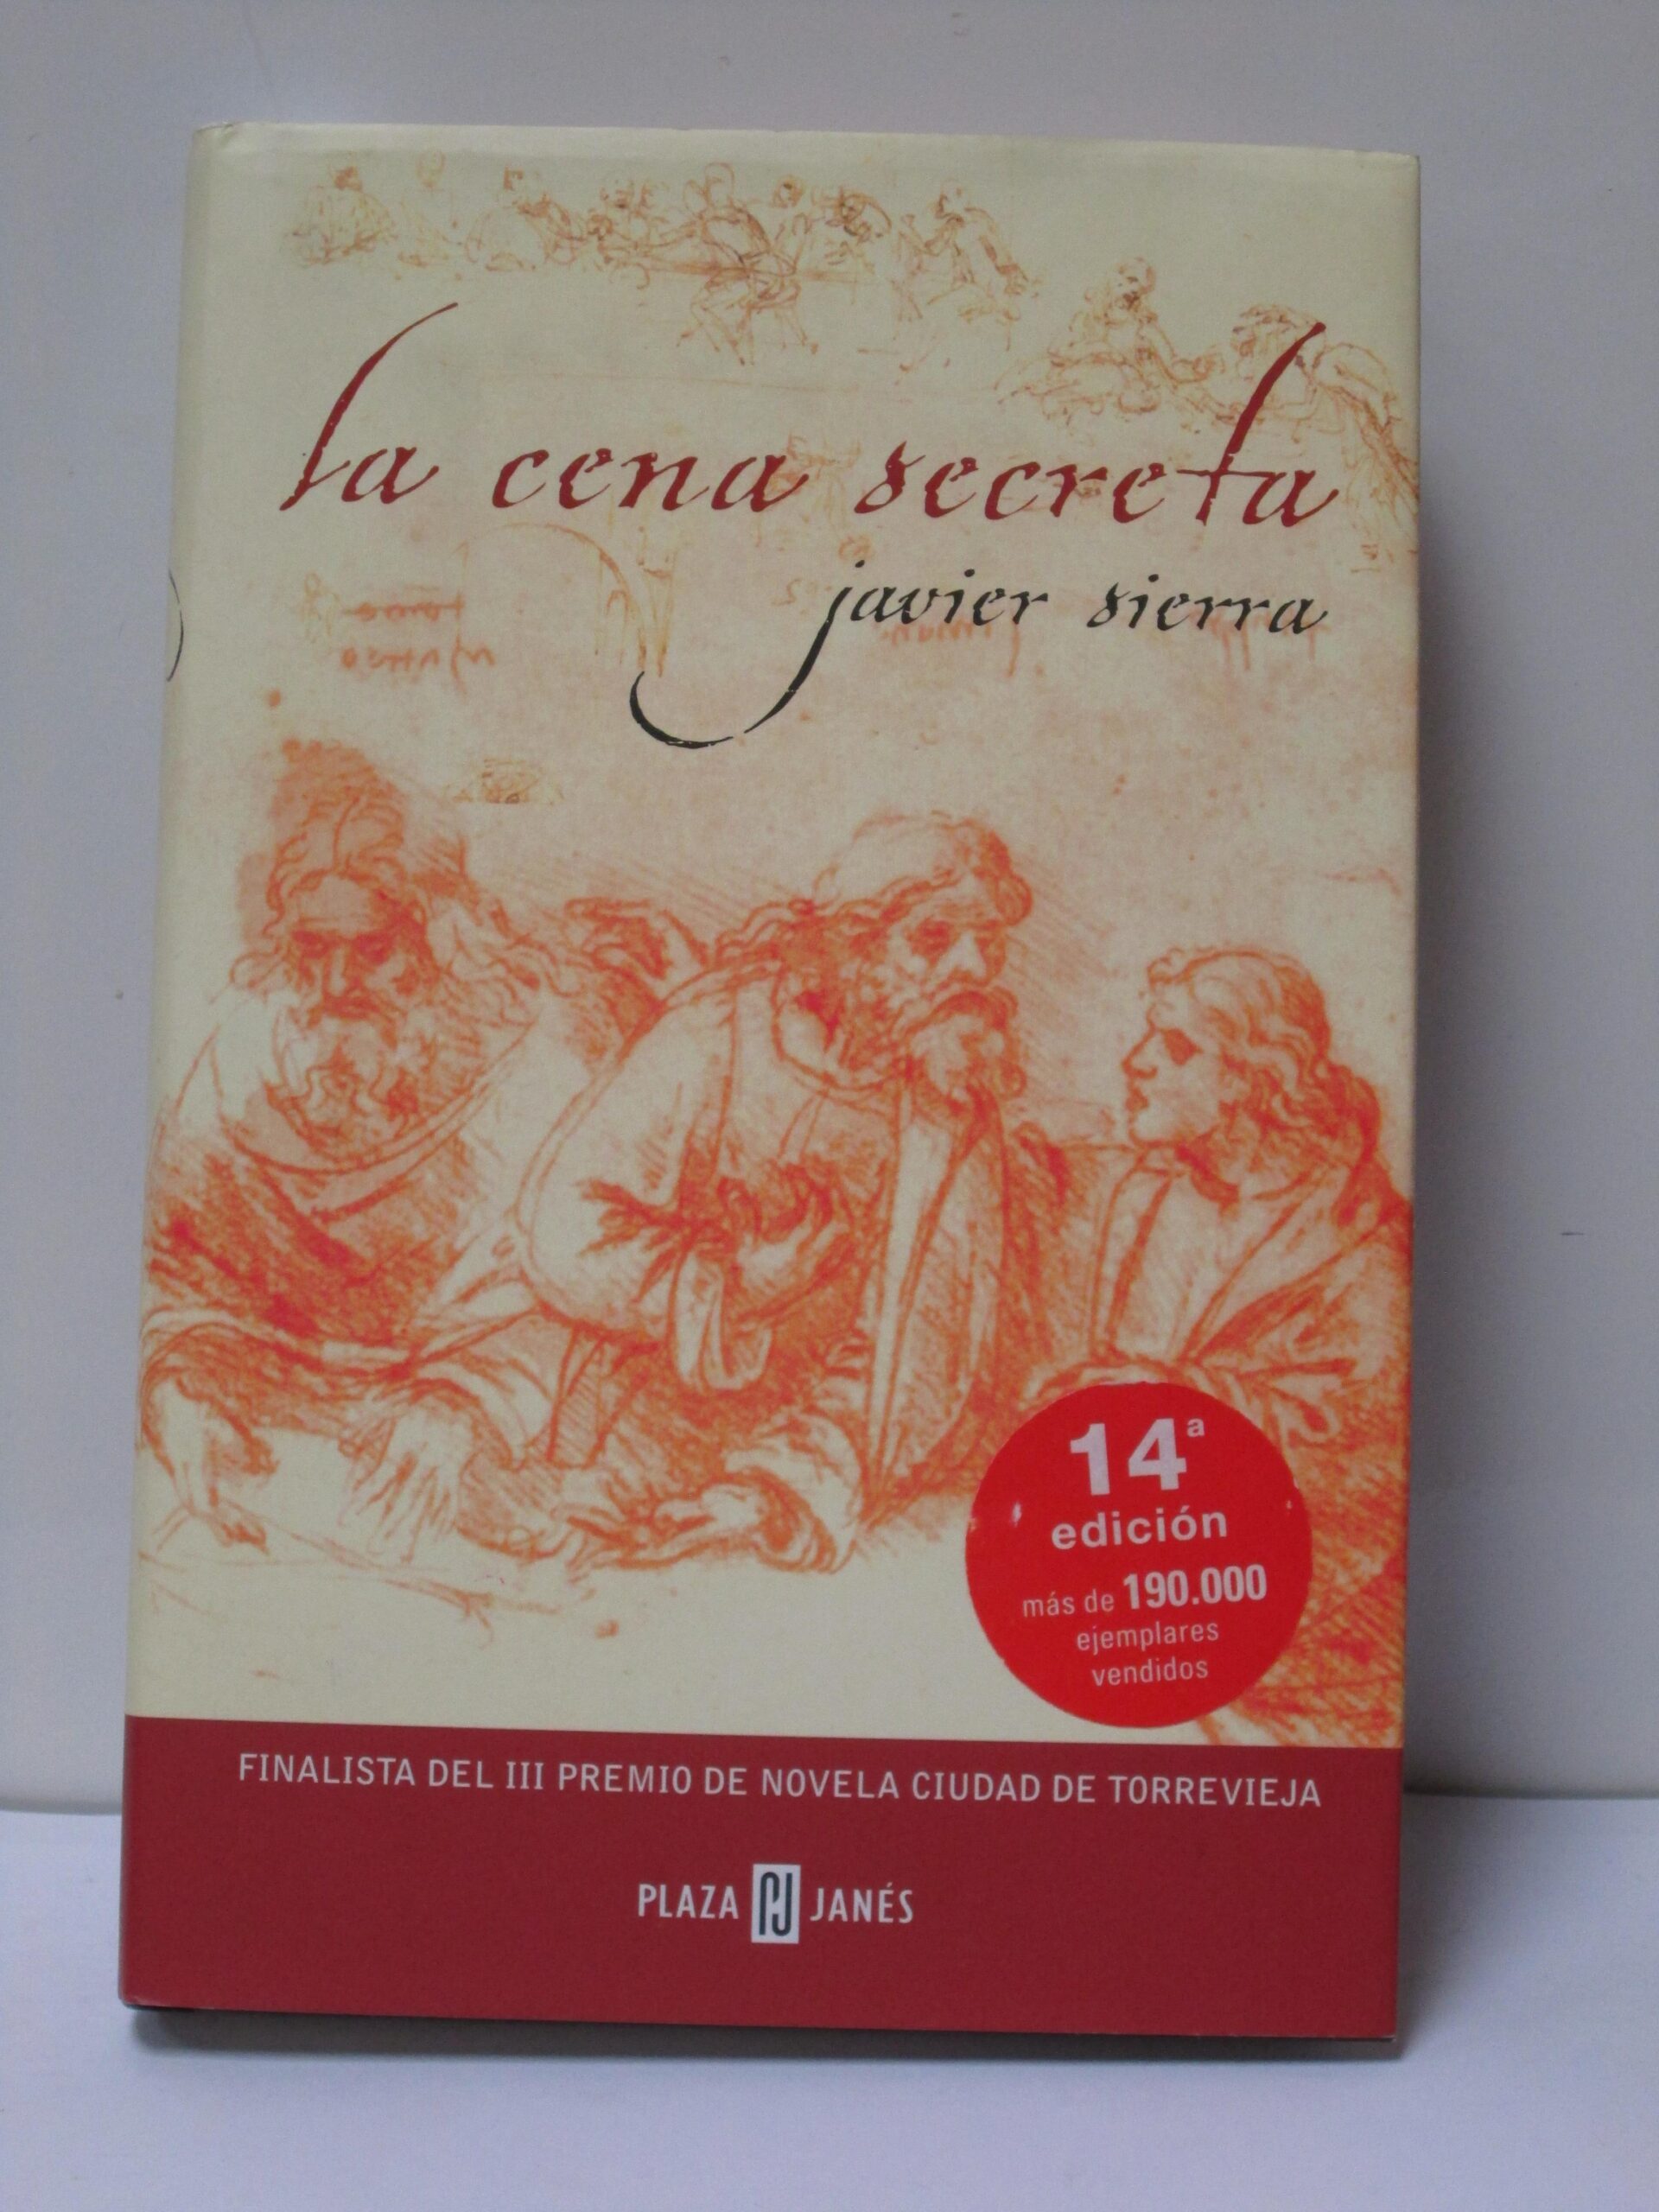 la cena secreta
javier sierra
14ª
edición
más de 190.000
ejemplares
vendidos
FINALISTA DEL III PREMIO DE NOVELA CIUDAD DE TORREVIEJA
PLAZA PJ JANÉS